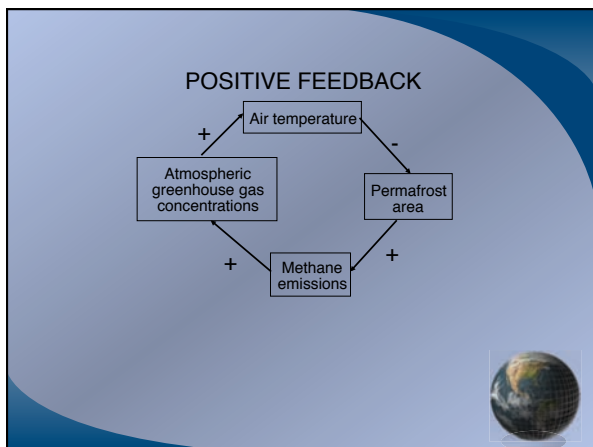 POSITIVE FEEDBACK
Air temperature
+
-
Atmospheric
greenhouse gas
concentrations
Permafrost
area
+
+
Methane
emissions